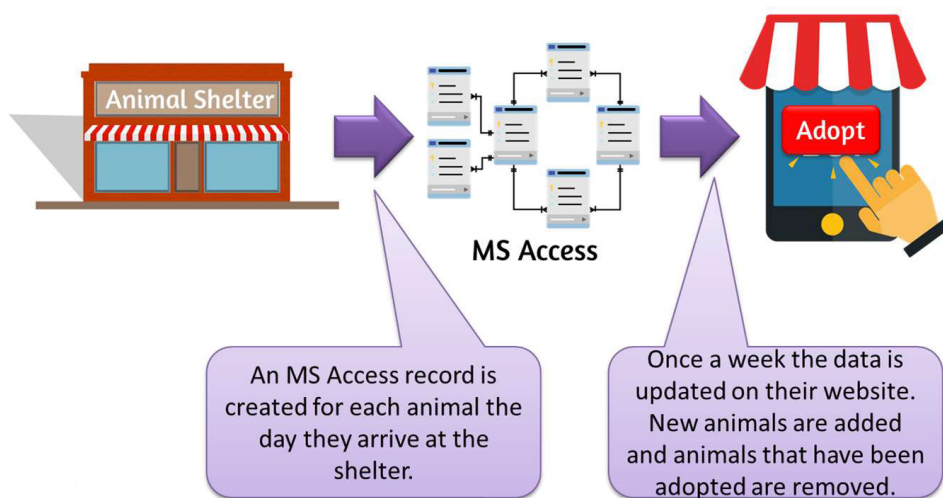 Animal Shelter
Adopt
MS Access
An MS Access record is
created for each animal the
day they arrive at the
shelter.
Once a week the data is
updated on their website.
New animals are added
and animals that have been
adopted are removed.